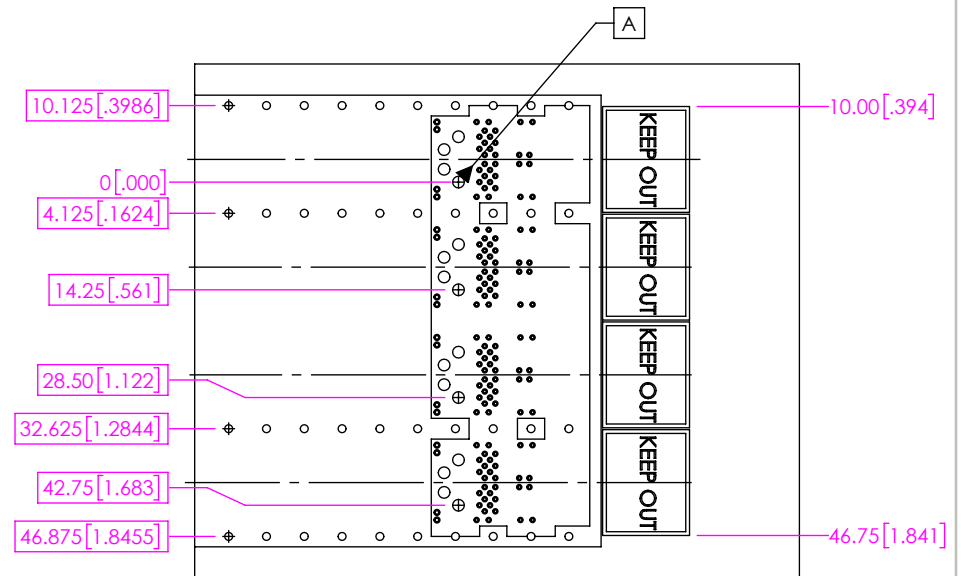 A
10.125[.3986]
10.00[.394]
0[.000]
4.125[.1624]
14.25[.561]
28.50[1.122]
32.625[1.2844]
42.75[1.683]
46.875[1.8455]
46.75[1.841]
KEEP OUT
KEEP OUT
KEEP OUT
KEEP OUT